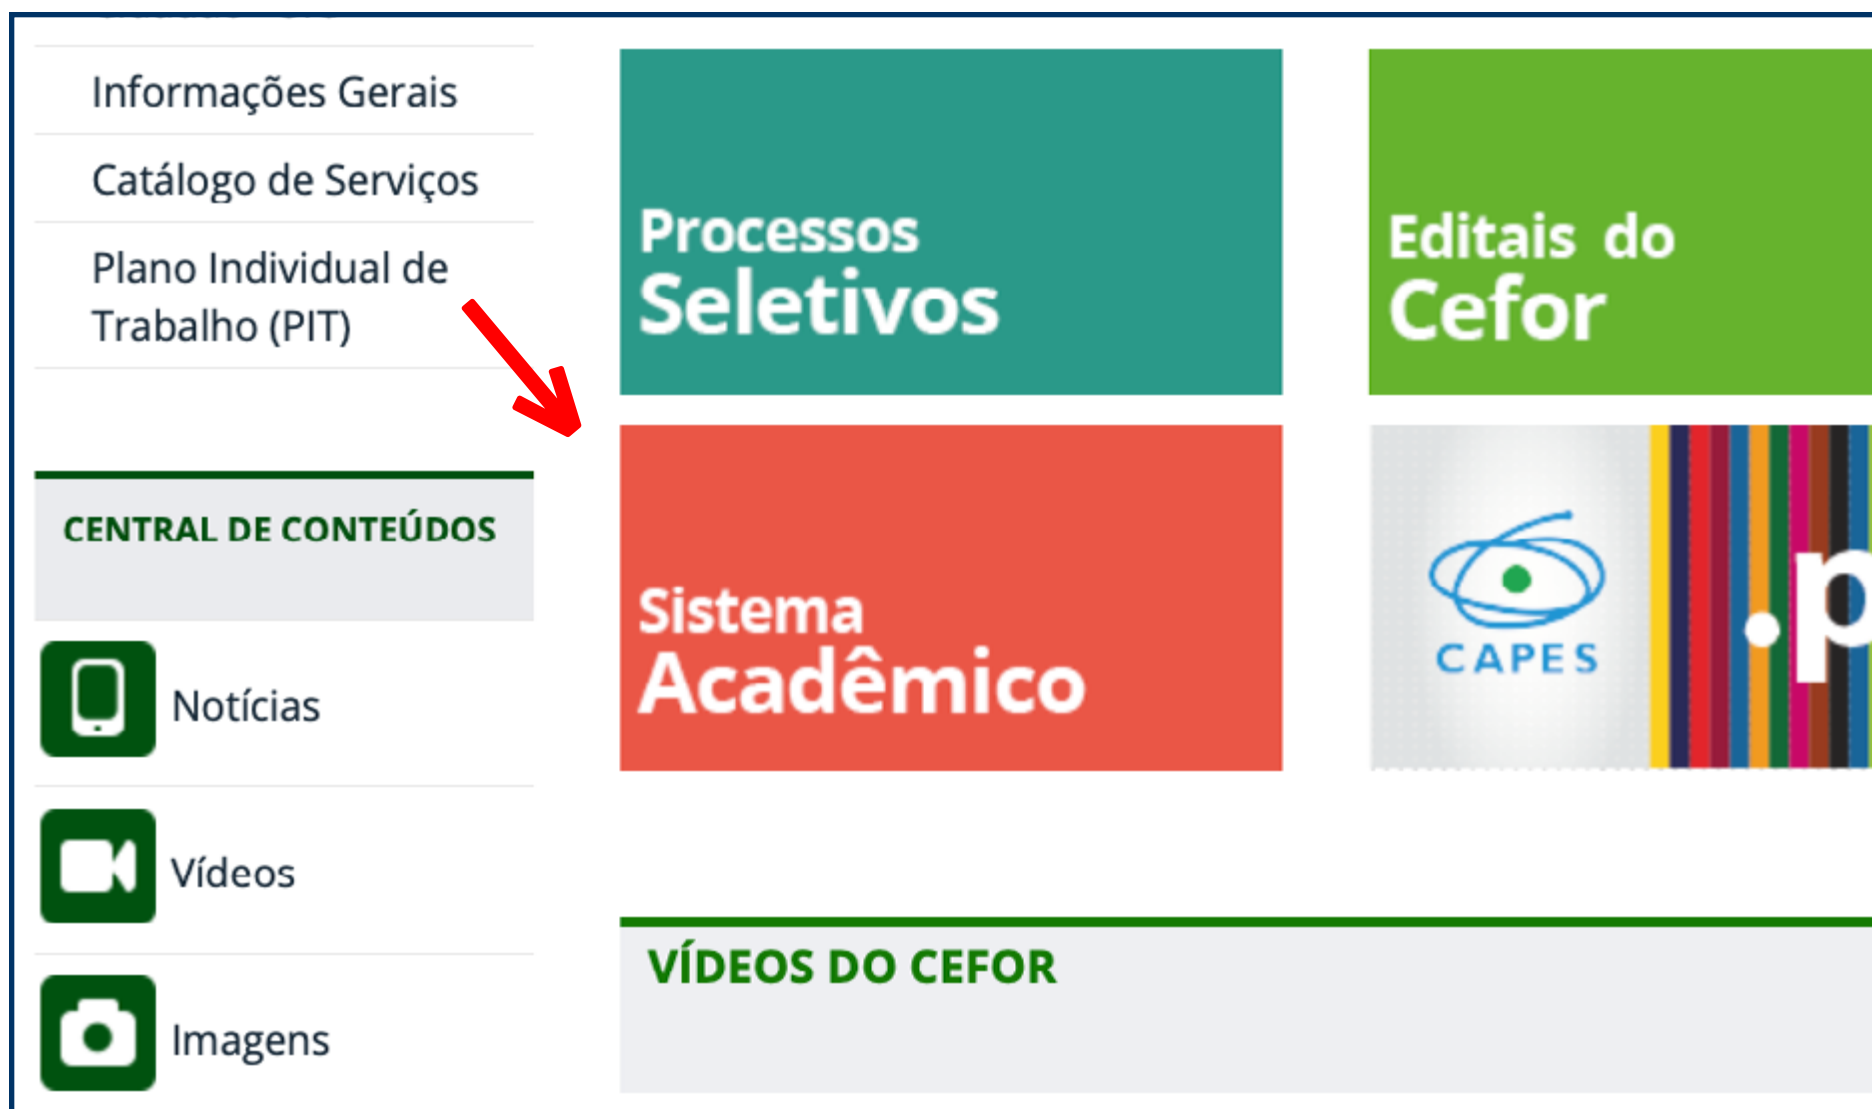 Informações Gerais
Catálogo de Serviços
Plano Individual de
Trabalho (PIT)
CENTRAL DE CONTEÚDOS
Notícias
Vídeos
Imagens
Processos
Seletivos
Editais do
Cefor
Sistema
Acadêmico
CAPES
.p
VÍDEOS DO CEFOR